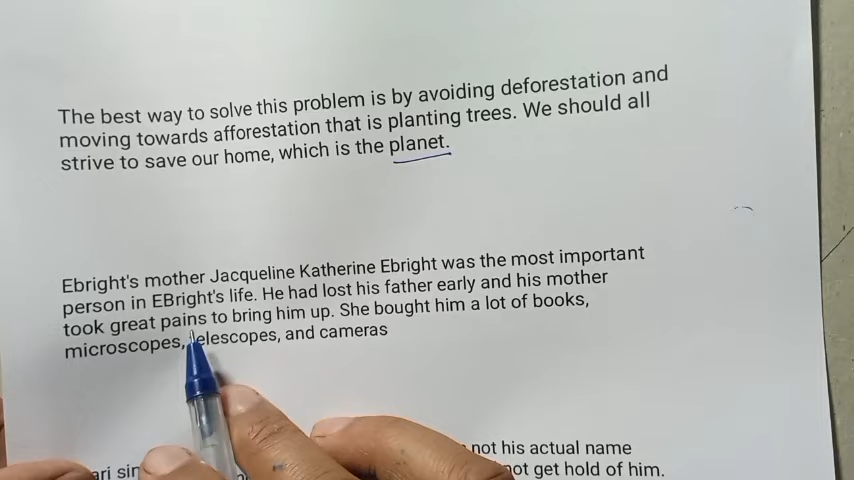 The best way to solve this problem is by avoiding deforestation and
moving towards afforestation that is planting trees. We should all
strive to save our home, which is the planet.
Ebright's mother Jacqueline Katherine Ebright was the most important
person in EBright's life. He had lost his father early and his mother
took great pains to bring him up. She bought him a lot of books,
microscopes, telescopes, and cameras
not his actual name
not get hold of him.